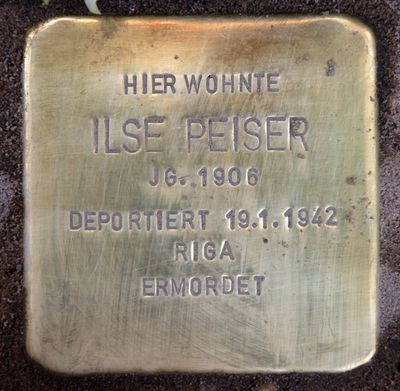 HIER WOHNTE
ILSE PEISER
JG. 1906
DEPORTIERT 19.1.1942
RIGA
ERMORDET